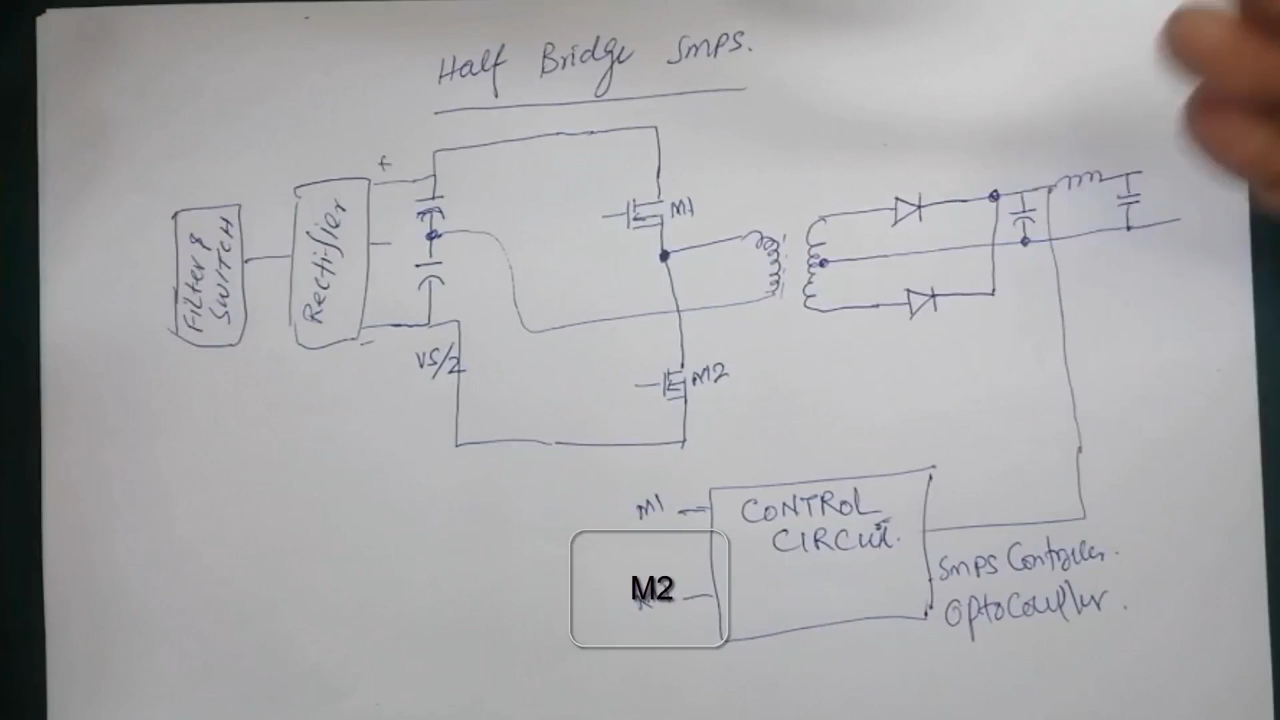 Half Bridge SMPS.
+
FILTER &
SWITCH
Rectifier
-
VS/2
M1
M2
M1
M2
CONTROL
CIRCUIT.
SMPS Controller.
Optocoupler.